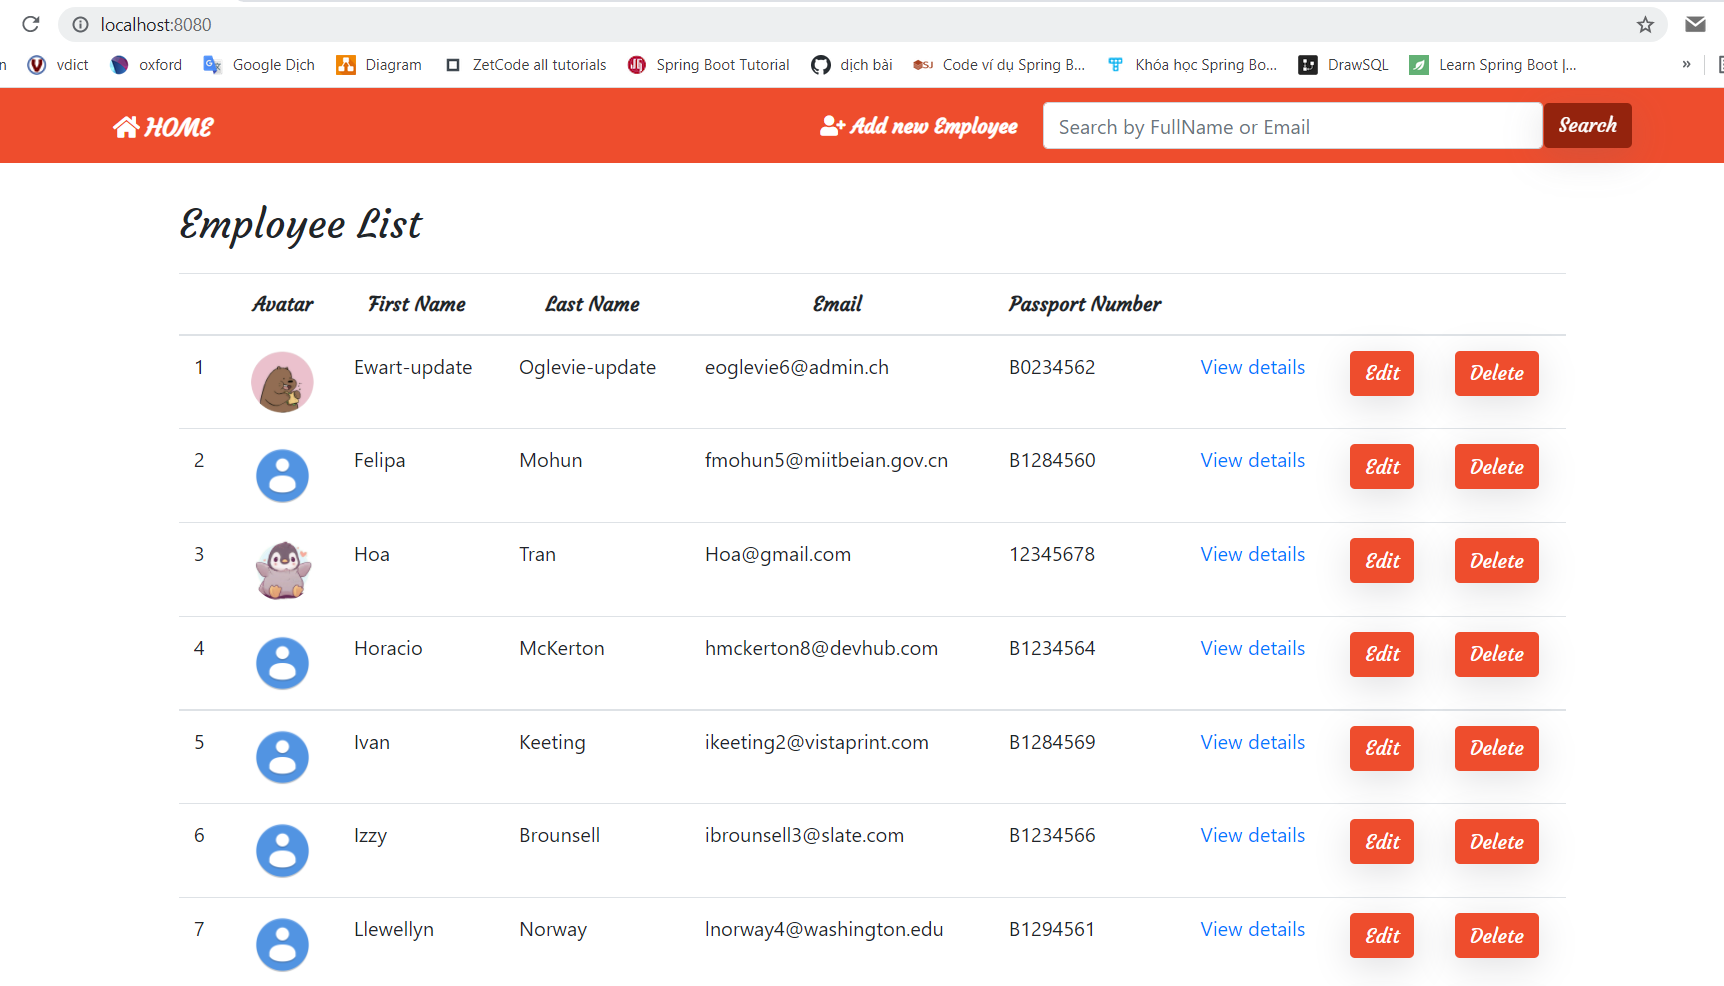 localhost:8080
n vdict oxford Google Dịch Diagram ZetCode all tutorials Spring Boot Tutorial dịch bài Code ví dụ Spring B... Khóa học Spring Bo... DrawSQL Learn Spring Boot |... »
HOME Add new Employee Search by FullName or Email Search
Employee List
Avatar First Name Last Name Email Passport Number
1 Ewart-update Oglevie-update eoglevie6@admin.ch B0234562 View details Edit Delete
2 Felipa Mohun fmohun5@miitbeian.gov.cn B1284560 View details Edit Delete
3 Hoa Tran Hoa@gmail.com 12345678 View details Edit Delete
4 Horacio McKerton hmckerton8@devhub.com B1234564 View details Edit Delete
5 Ivan Keeting ikeeting2@vistaprint.com B1284569 View details Edit Delete
6 Izzy Brounsell ibrounsell3@slate.com B1234566 View details Edit Delete
7 Llewellyn Norway lnorway4@washington.edu B1294561 View details Edit Delete